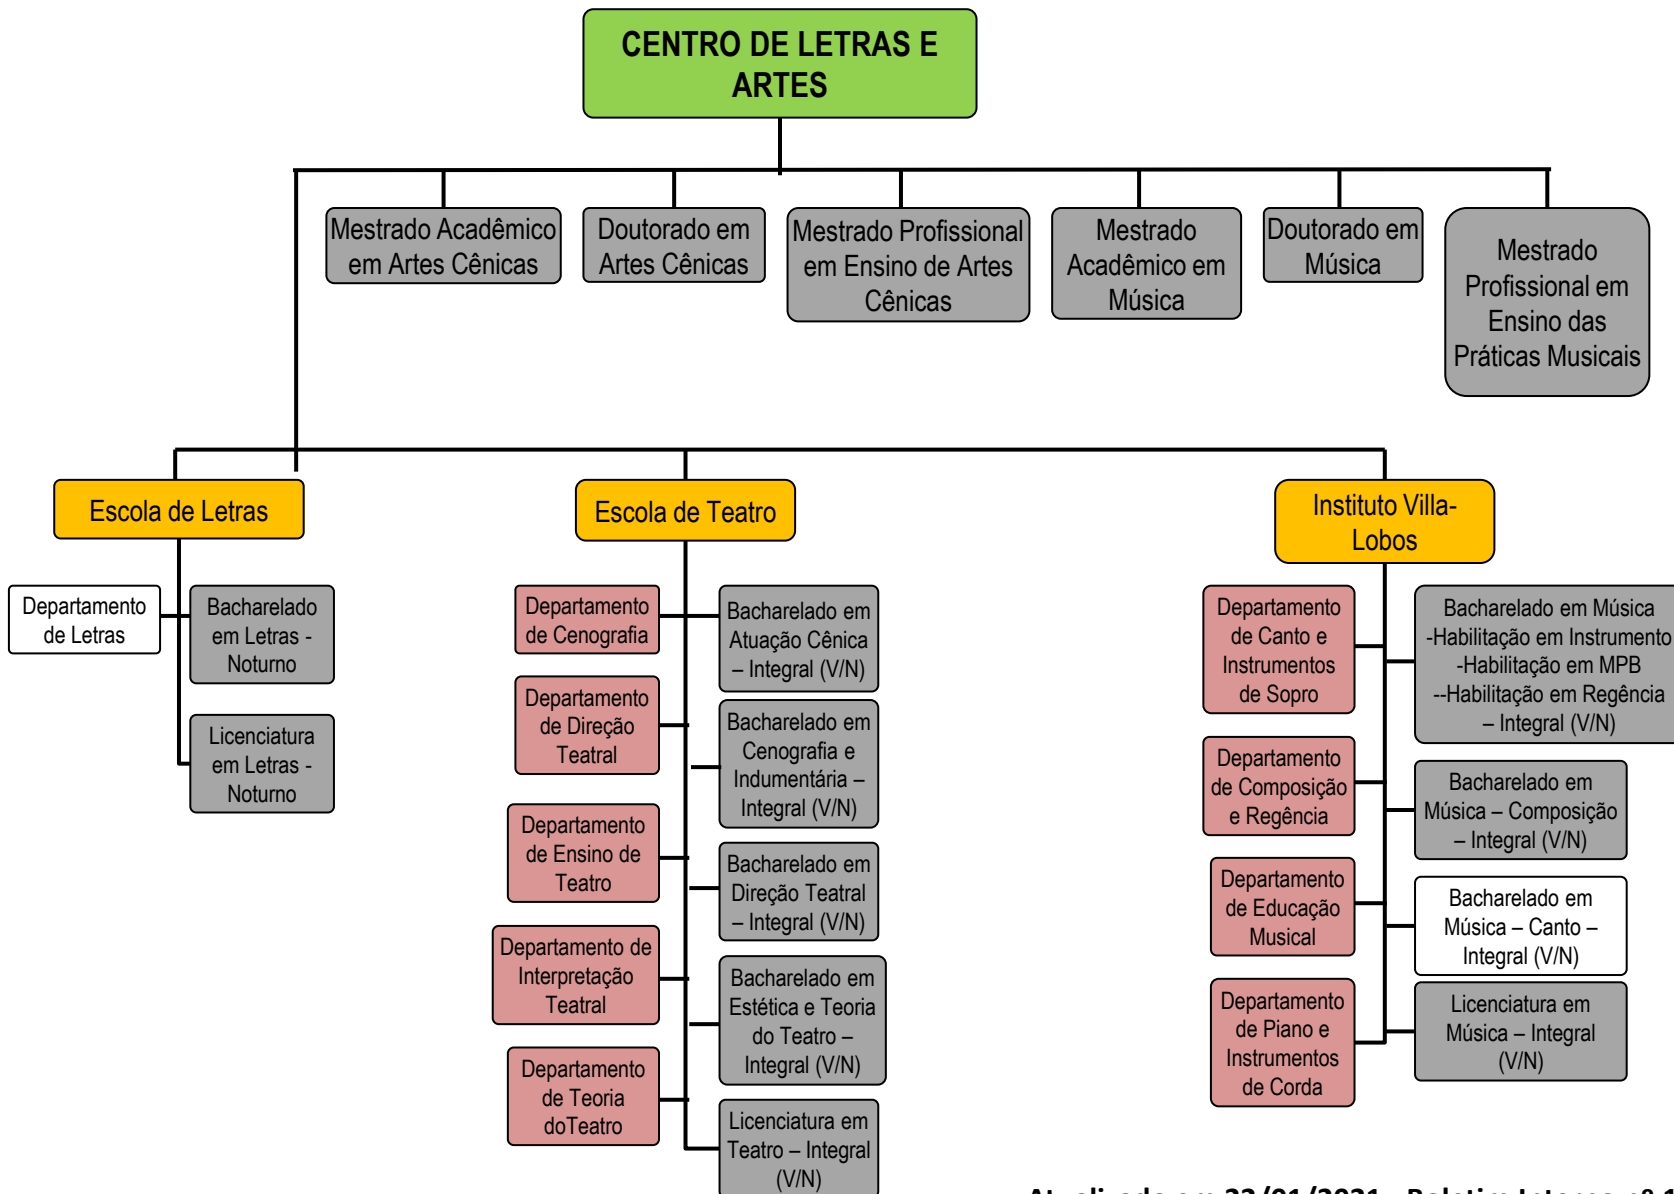 CENTRO DE LETRAS E
ARTES
Mestrado Acadêmico
em Artes Cênicas
Doutorado em
Artes Cênicas
Mestrado Profissional
em Ensino de Artes
Cênicas
Mestrado
Acadêmico em
Música
Doutorado em
Música
Mestrado
Profissional em
Ensino das
Práticas Musicais
Escola de Letras
Escola de Teatro
Instituto Villa-
Lobos
Departamento
de Letras
Bacharelado
em Letras -
Noturno
Licenciatura
em Letras -
Noturno
Departamento
de Cenografia
Departamento
de Direção
Teatral
Departamento
de Ensino de
Teatro
Departamento de
Interpretação
Teatral
Departamento
de Teoria
doTeatro
Bacharelado em
Atuação Cênica
– Integral (V/N)
Bacharelado em
Cenografia e
Indumentária –
Integral (V/N)
Bacharelado em
Direção Teatral
– Integral (V/N)
Bacharelado em
Estética e Teoria
do Teatro –
Integral (V/N)
Licenciatura em
Teatro – Integral
(V/N)
Departamento
de Canto e
Instrumentos
de Sopro
Departamento
de Composição
e Regência
Departamento
de Educação
Musical
Departamento
de Piano e
Instrumentos
de Corda
Bacharelado em Música
-Habilitação em Instrumento
-Habilitação em MPB
--Habilitação em Regência
– Integral (V/N)
Bacharelado em
Música – Composição
– Integral (V/N)
Bacharelado em
Música – Canto –
Integral (V/N)
Licenciatura em
Música – Integral
(V/N)